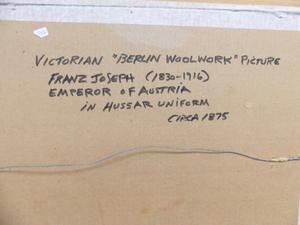 VICTORIAN "BERLIN WOOLWORK" PICTURE
FRANZ JOSEPH (1830-1916)
EMPEROR OF AUSTRIA
IN HUSSAR UNIFORM
CIRCA 1875